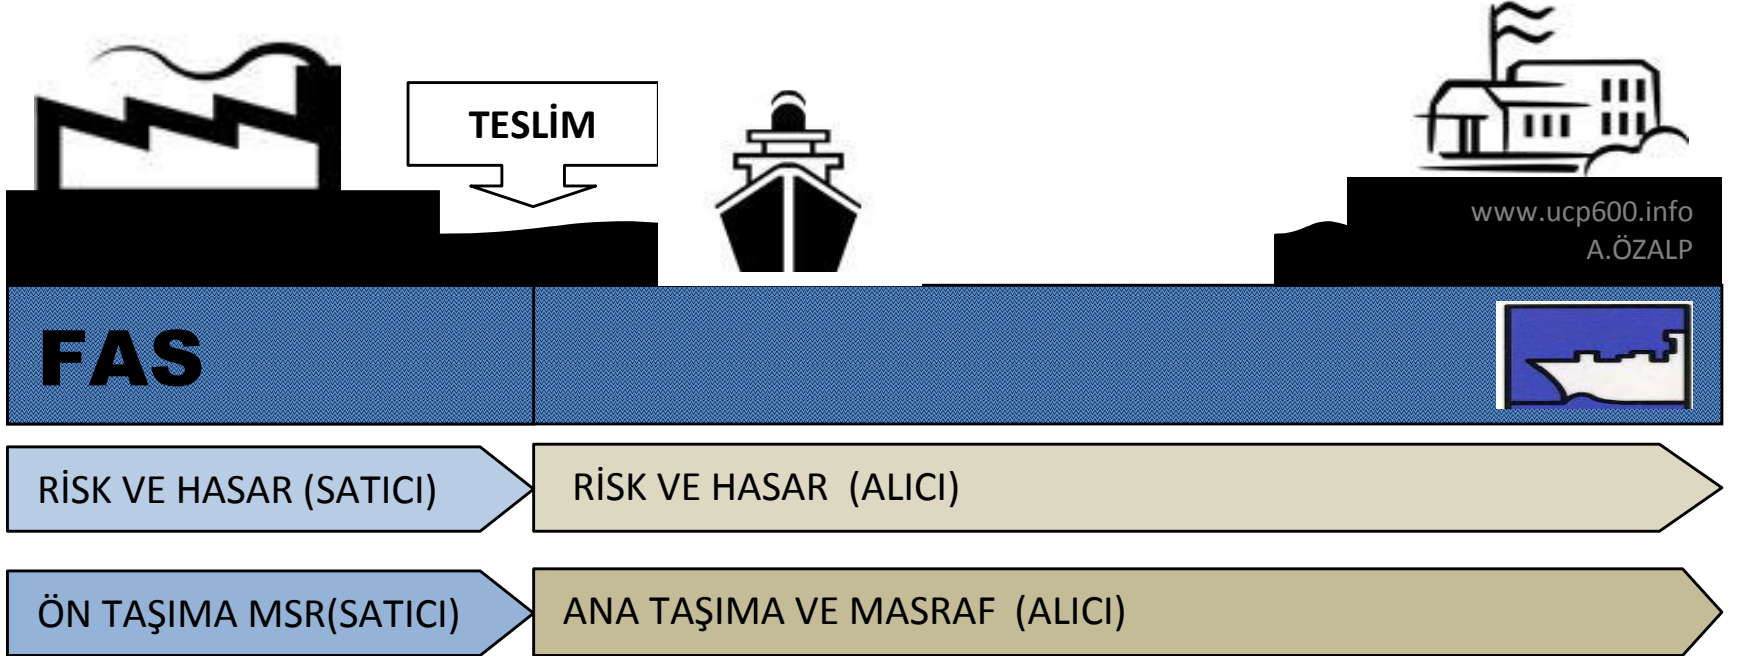 TESLİM
www.ucp600.info
A.ÖZALP
FAS
RİSK VE HASAR (SATICI)
RİSK VE HASAR  (ALICI)
ÖN TAŞIMA MSR(SATICI)
ANA TAŞIMA VE MASRAF  (ALICI)